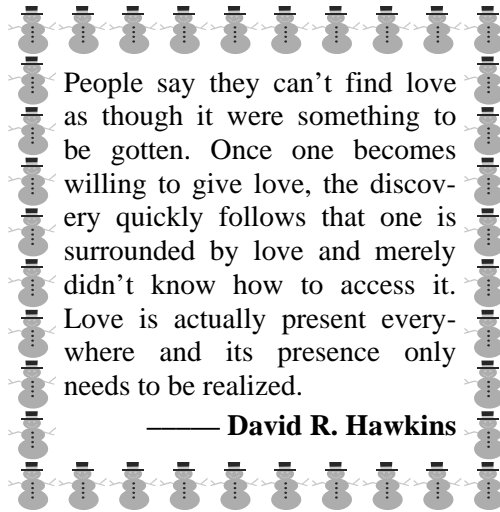 People say they can’t find love
as though it were something to
be gotten. Once one becomes
willing to give love, the discov-
ery quickly follows that one is
surrounded by love and merely
didn’t know how to access it.
Love is actually present every-
where and its presence only
needs to be realized.
——– David R. Hawkins